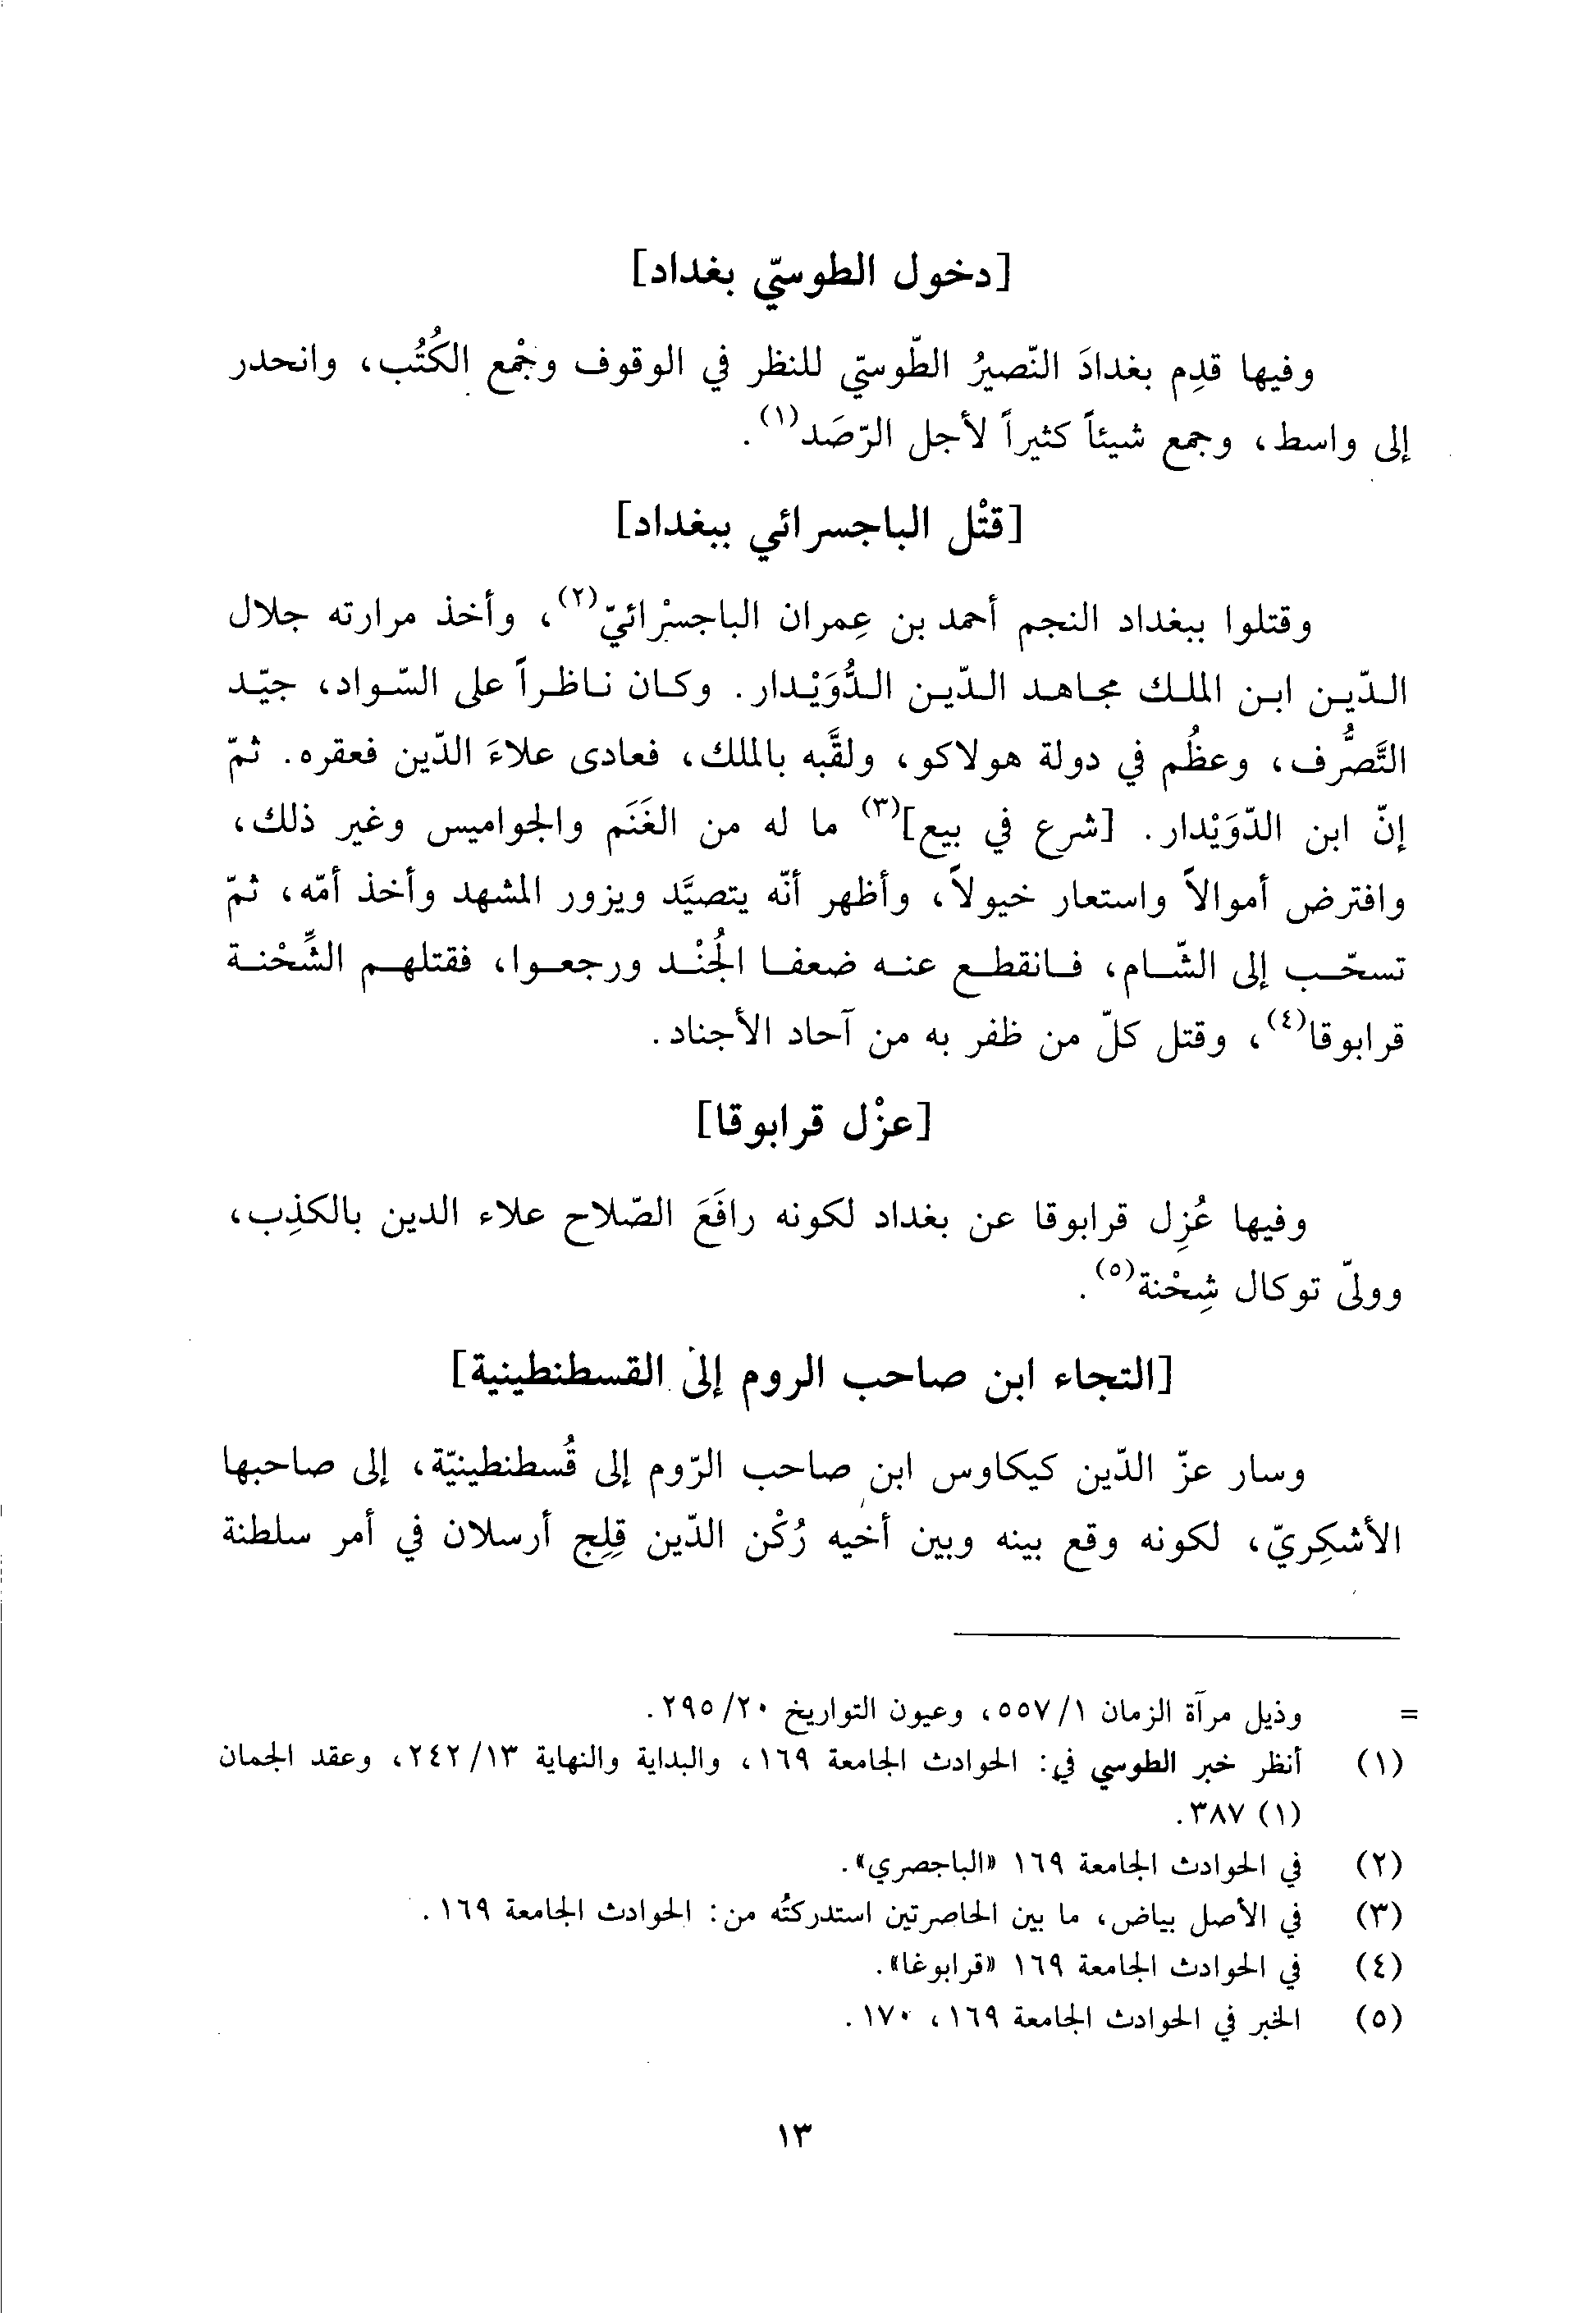 [دخول الطوسيّ بغداد]
وفيها قدِم بغدادَ النّصيرُ الطّوسيّ للنظر في الوقوف وجْمع الكُتُب، وانحدر
إلى واسط، وجمع شيئاً كثيراً لأجل الرّصَد(١).
[قتْل الباجسرائي ببغداد]
وقتلوا ببغداد النجم أحمد بن عِمران الباجسْرائيّ(٢)، وأخذ مرارته جلال
الدّين ابن الملك مجاهد الدّين الدُّوَيْدار. وكان ناظراً على السّواد، جيّد
التَّصرُّف، وعظُم في دولة هولاكو، ولقَّبه بالملك، فعادى علاءَ الدّين فعقره. ثمّ
إنّ ابن الدّوَيْدار. [شرع في بيع](٣) ما له من الغَنَم والجواميس وغير ذلك،
وافترض أموالاً واستعار خيولاً، وأظهر أنّه يتصيَّد ويزور المشهد وأخذ أمّه، ثمّ
تسحّب إلى الشّام، فانقطع عنه ضعفا الجُنْد ورجعوا، فقتلهم الشِّحْنة
قرابوقا(٤)، وقتل كلّ من ظفر به من آحاد الأجناد.
[عزْل قرابوقا]
وفيها عُزِل قرابوقا عن بغداد لكونه رافَعَ الصّلاح علاء الدين بالكذِب،
وولىّ توكال شِحْنة(٥).
[التجاء ابن صاحب الروم إلى القسطنطينية]
وسار عزّ الدّين كيكاوس ابن صاحب الرّوم إلى قُسطنطينيّة، إلى صاحبها
الأشكِريّ، لكونه وقع بينه وبين أخيه رُكْن الدّين قِلِج أرسلان في أمر سلطنة
= وذيل مرآة الزمان ١/ ٥٥٧، وعيون التواريخ ٢٠/ ٢٩٥.
(١) أنظر خبر الطوسي في: الحوادث الجامعة ١٦٩، والبداية والنهاية ١٣/ ٢٤٢، وعقد الجمان
(١) ٣٨٧.
(٢) في الحوادث الجامعة ١٦٩ «الباجصري».
(٣) في الأصل بياض، ما بين الحاصرتين استدركتُه من: الحوادث الجامعة ١٦٩.
(٤) في الحوادث الجامعة ١٦٩ «قرابوغا».
(٥) الخبر في الحوادث الجامعة ١٦٩، ١٧٠.
١٣